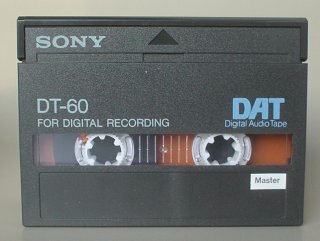 SONY
DT-60
FOR DIGITAL RECORDING
DAT
Digital Audio Tape
Master